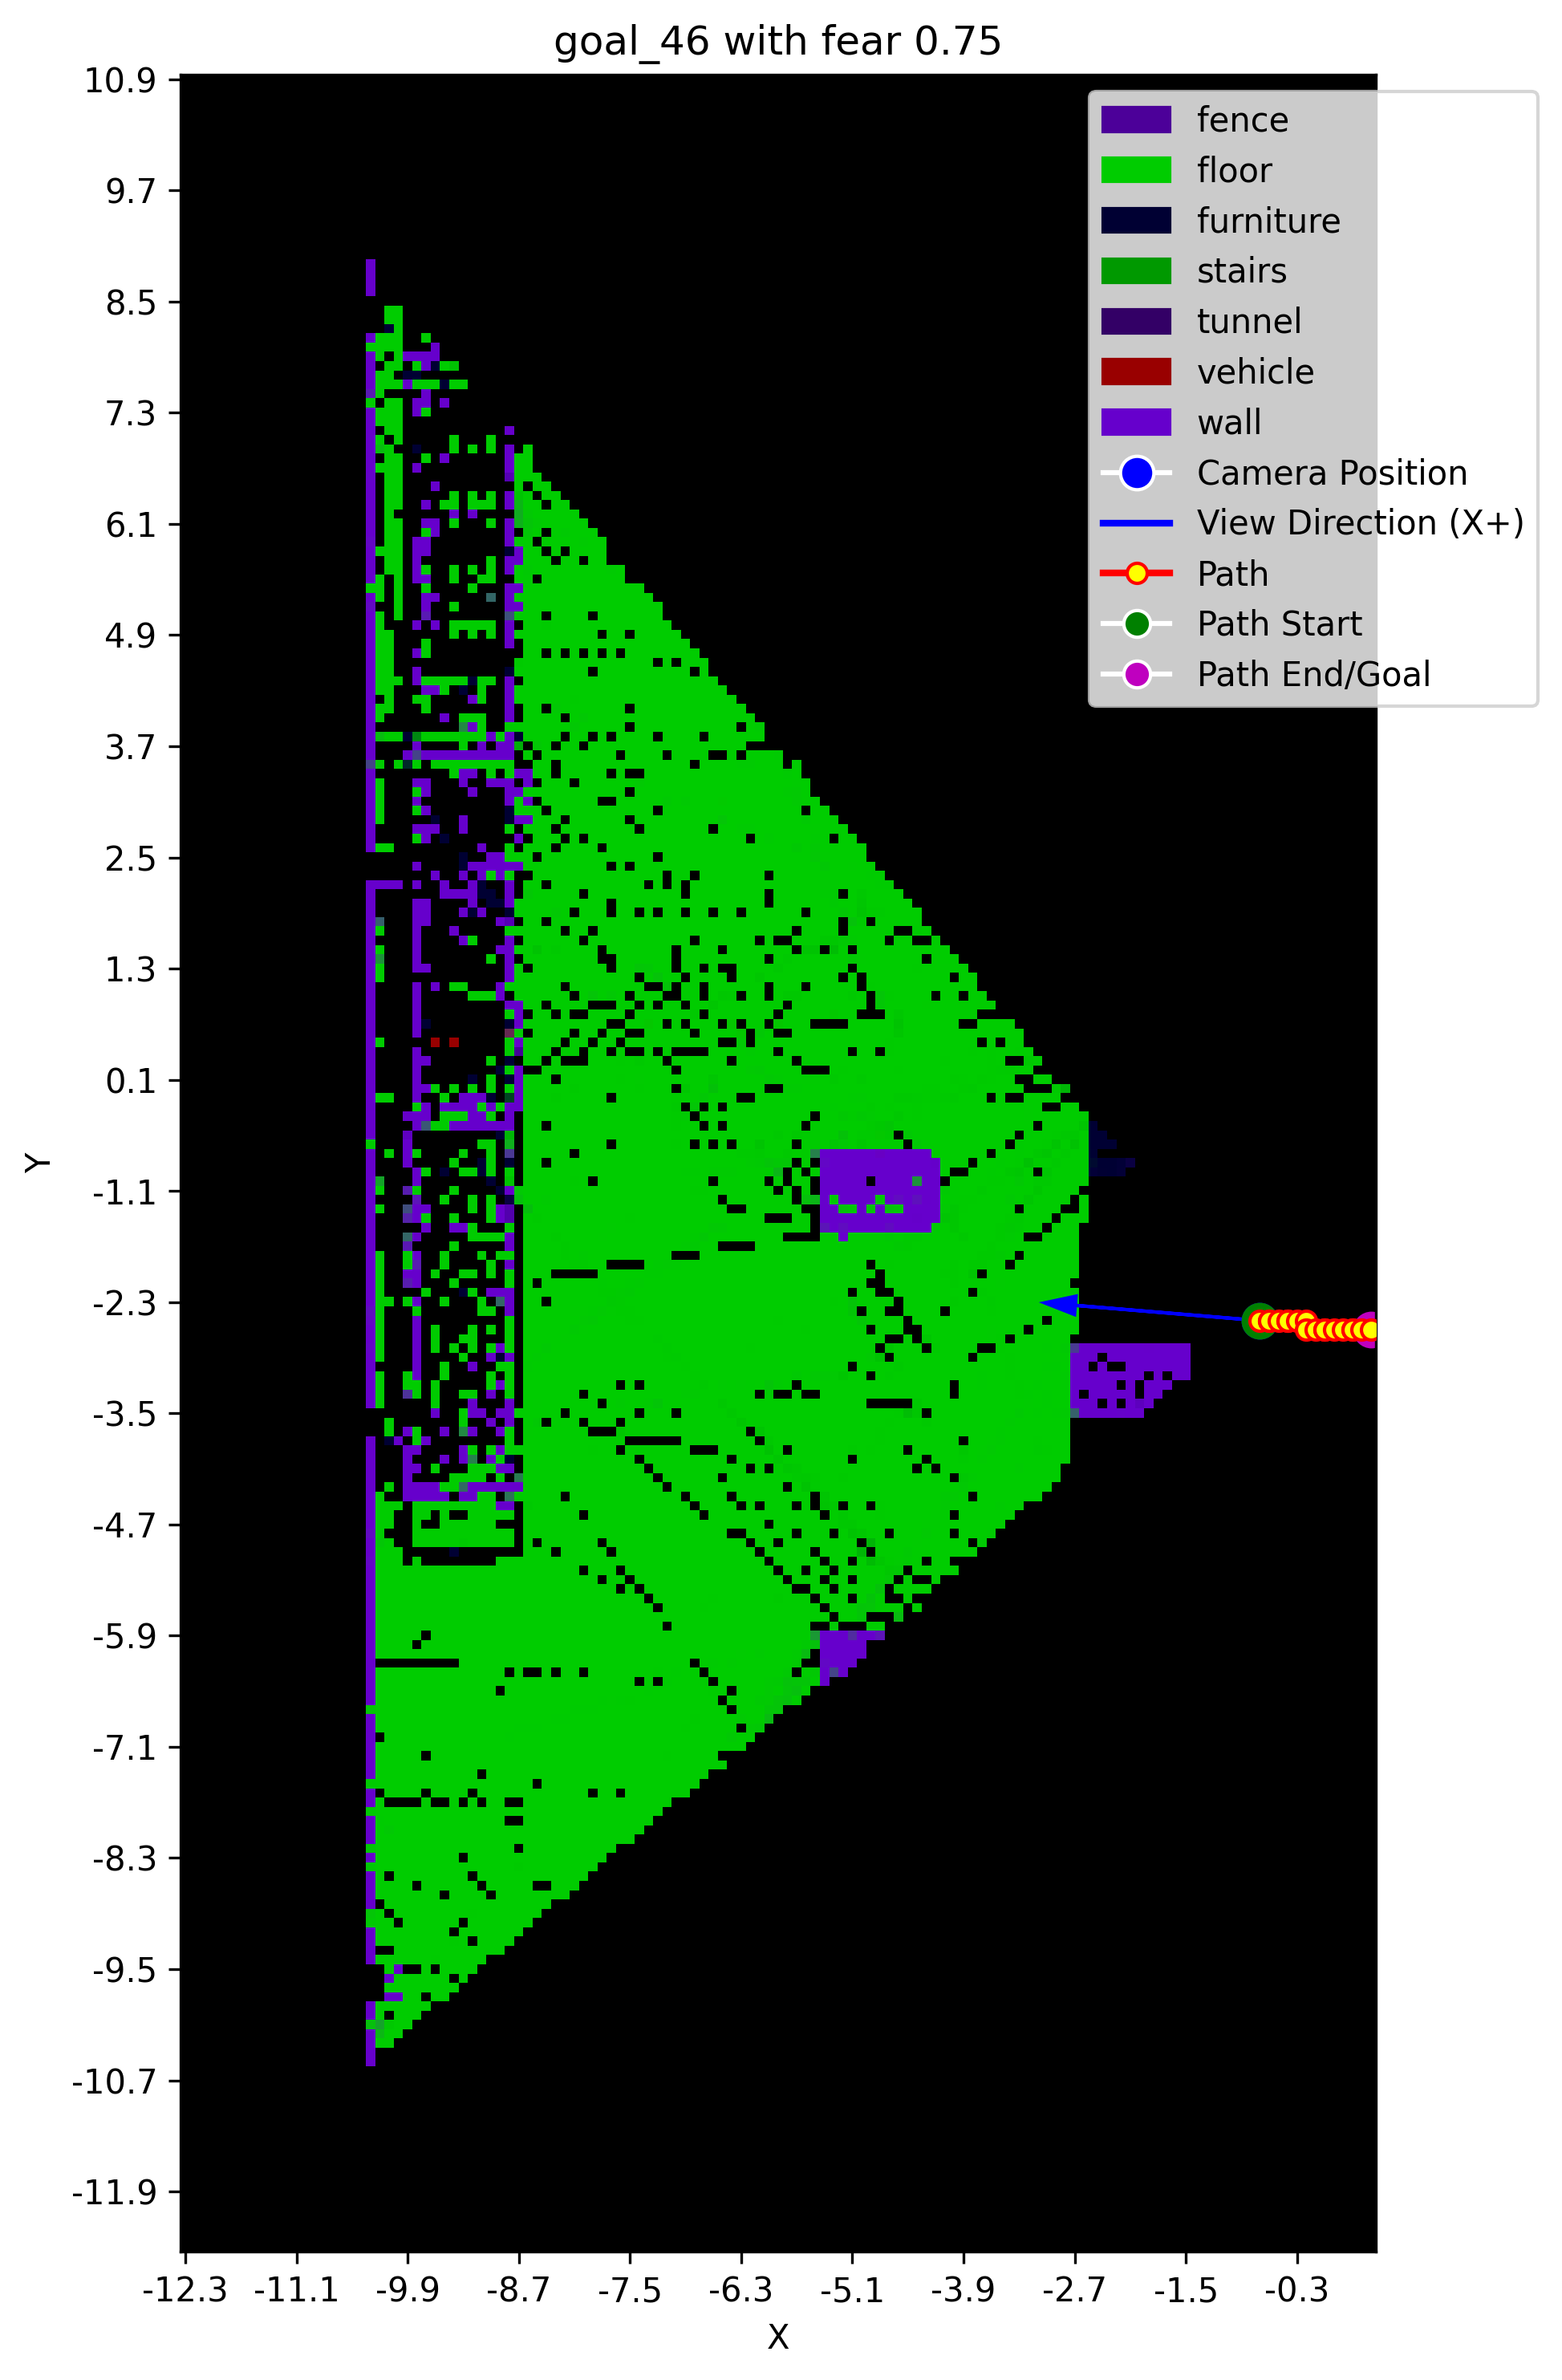 goal_46 with fear 0.75
10.9
9.7
8.5
7.3
6.1
4.9
3.7
2.5
1.3
0.1
-1.1
-2.3
-3.5
-4.7
-5.9
-7.1
-8.3
-9.5
-10.7
-11.9
Y
fence
floor
furniture
stairs
tunnel
vehicle
wall
Camera Position
View Direction (X+)
Path
Path Start
Path End/Goal
-12.3 -11.1 -9.9 -8.7 -7.5 -6.3 -5.1 -3.9 -2.7 -1.5 -0.3
X